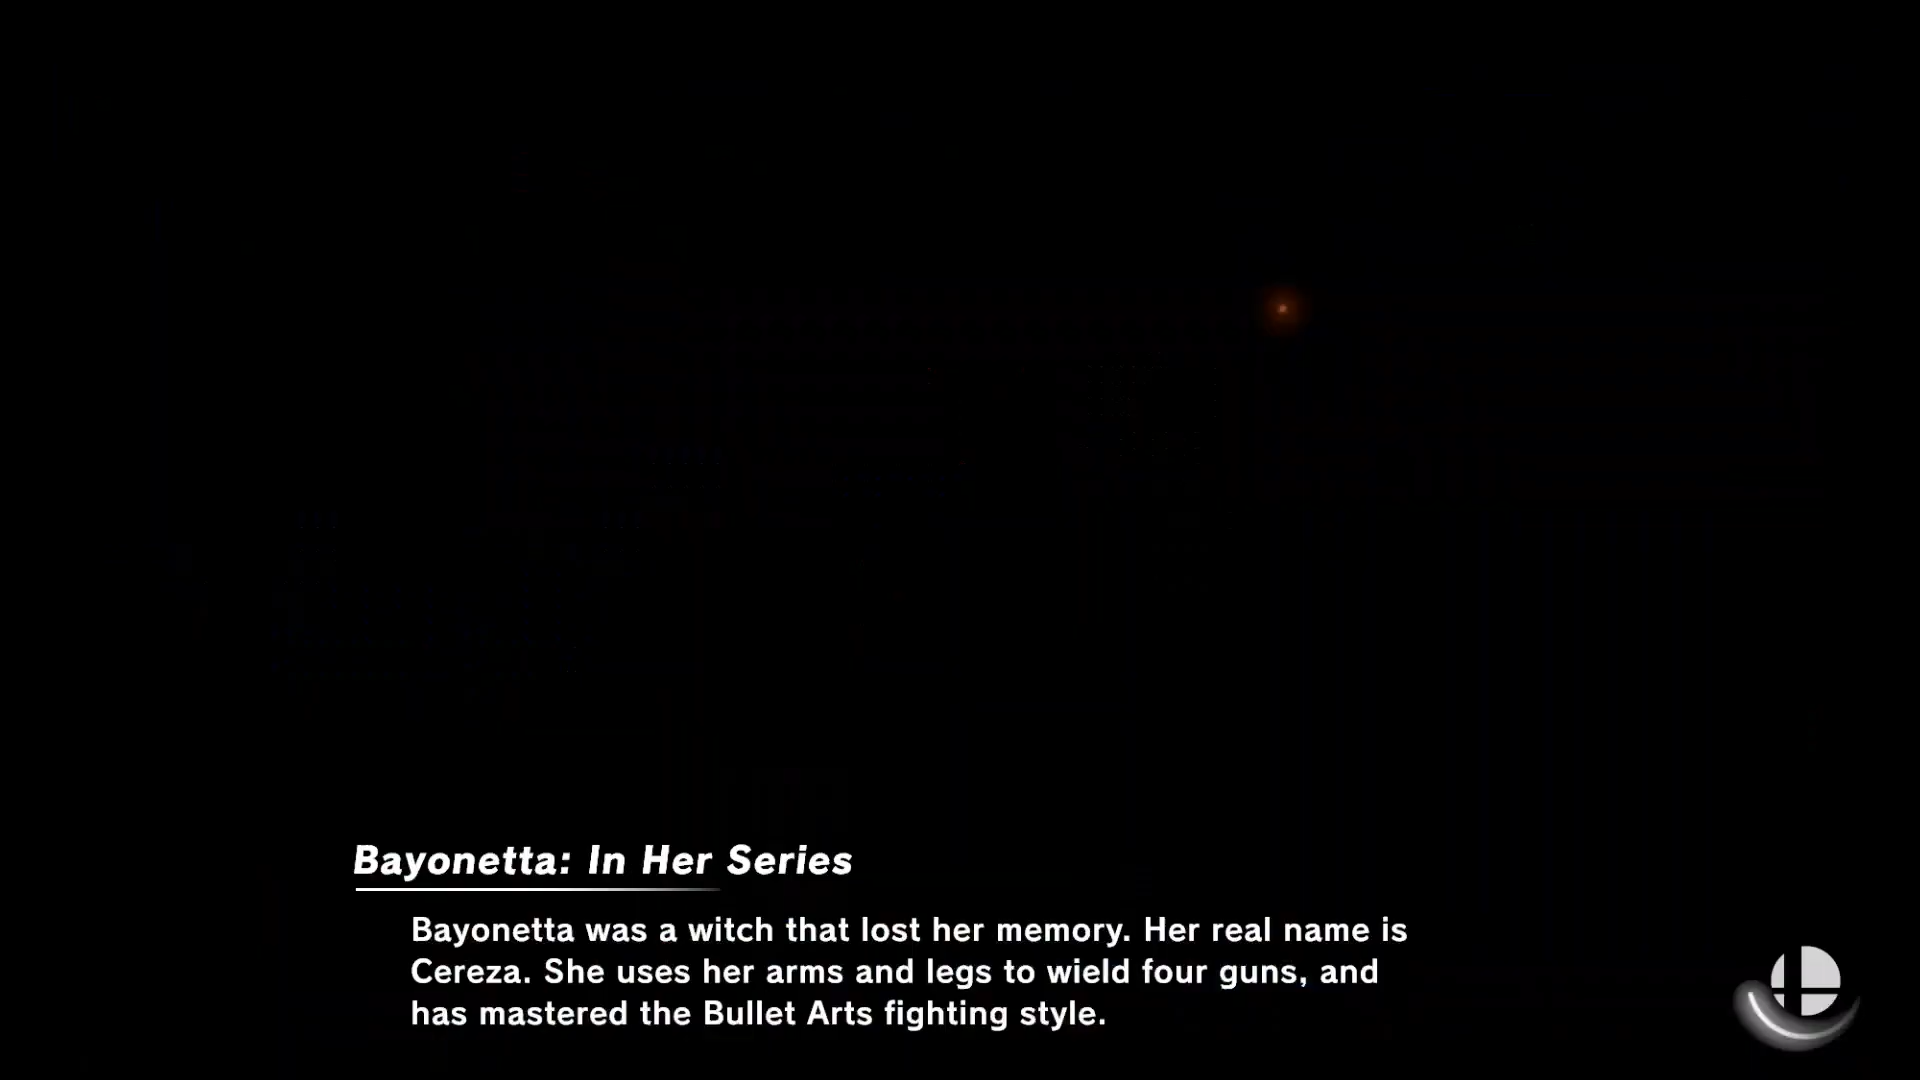 Bayonetta: In Her Series
Bayonetta was a witch that lost her memory. Her real name is
Cereza. She uses her arms and legs to wield four guns, and
has mastered the Bullet Arts fighting style.